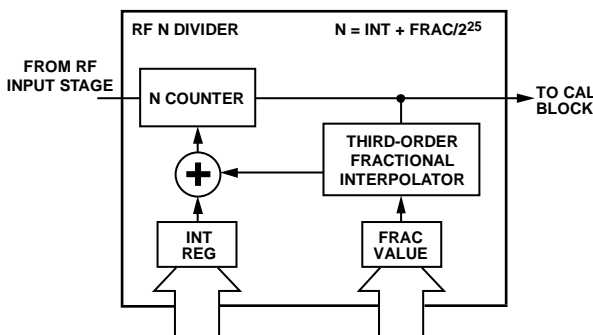 RF N DIVIDER
N = INT + FRAC/2²⁵
FROM RF
INPUT STAGE
N COUNTER
TO CAL
BLOCK
THIRD-ORDER
FRACTIONAL
INTERPOLATOR
+
INT
REG
FRAC
VALUE